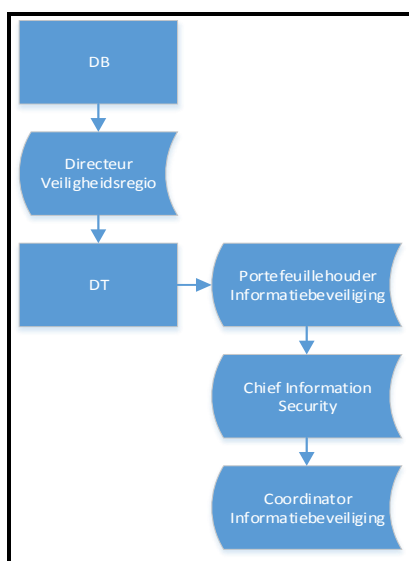 DB
Directeur
Veiligheidsregio
DT
Portefeuillehouder
Informatiebeveiliging
Chief Information
Security
Coordinator
Informatiebeveiliging